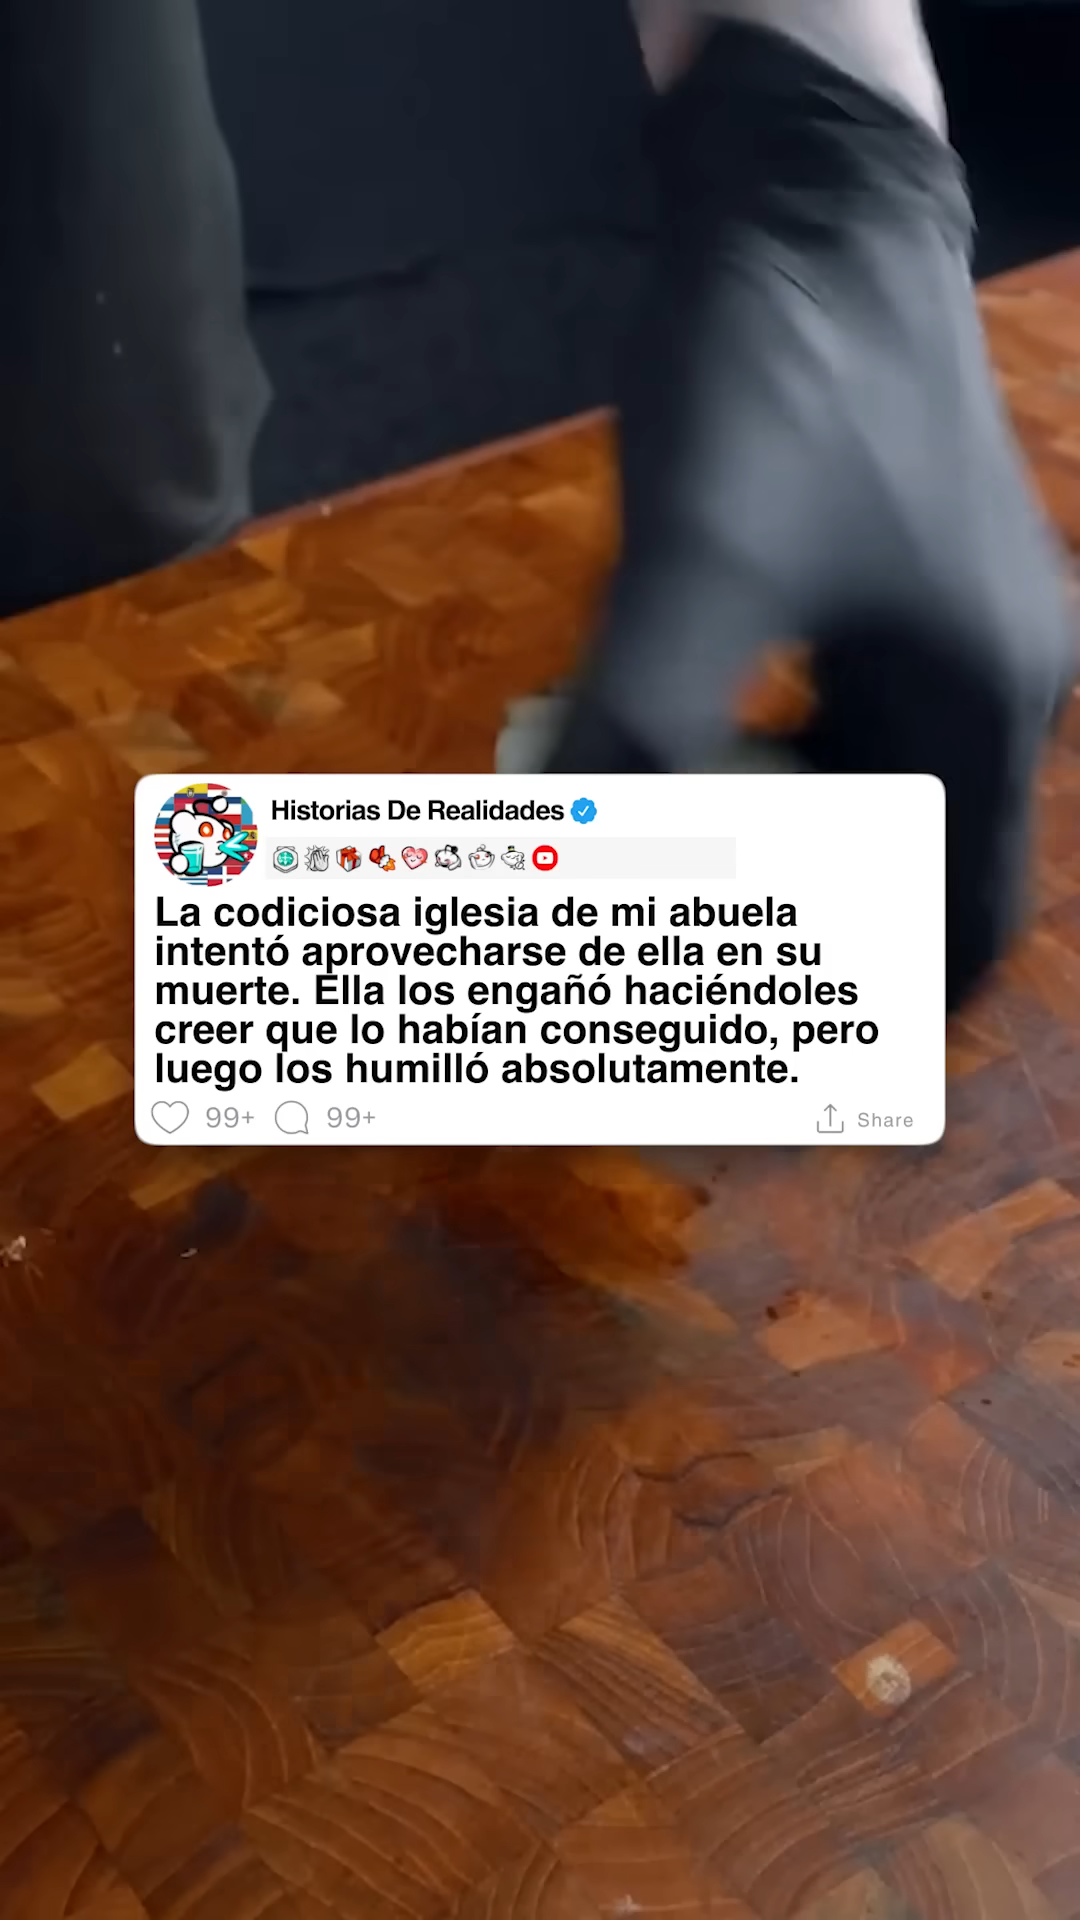 Historias De Realidades
La codiciosa iglesia de mi abuela
intentó aprovecharse de ella en su
muerte. Ella los engañó haciéndoles
creer que lo habían conseguido, pero
luego los humilló absolutamente.
99+ 99+ Share